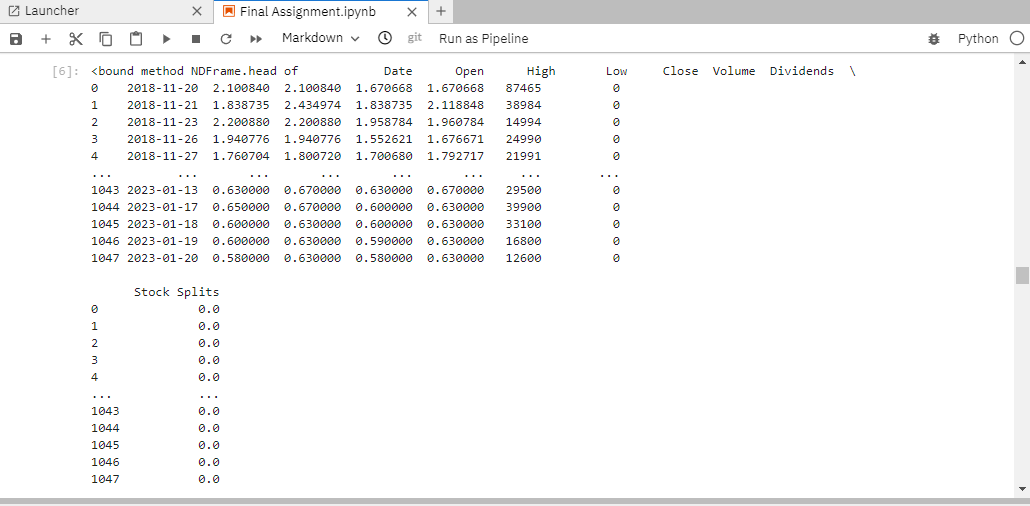 Launcher
Final Assignment.ipynb
Markdown git Run as Pipeline Python
[6]: <bound method NDFrame.head of Date Open High Low Close Volume Dividends \
0 2018-11-20 2.100840 2.100840 1.670668 1.670668 87465 0
1 2018-11-21 1.838735 2.434974 1.838735 2.118848 38984 0
2 2018-11-23 2.200880 2.200880 1.958784 1.960784 14994 0
3 2018-11-26 1.940776 1.940776 1.552621 1.676671 24990 0
4 2018-11-27 1.760704 1.800720 1.700680 1.792717 21991 0
... ... ... ... ... ... ... ...
1043 2023-01-13 0.630000 0.670000 0.630000 0.670000 29500 0
1044 2023-01-17 0.650000 0.670000 0.600000 0.630000 39900 0
1045 2023-01-18 0.600000 0.630000 0.600000 0.630000 33100 0
1046 2023-01-19 0.600000 0.630000 0.590000 0.630000 16800 0
1047 2023-01-20 0.580000 0.630000 0.580000 0.630000 12600 0
Stock Splits
0 0.0
1 0.0
2 0.0
3 0.0
4 0.0
... ...
1043 0.0
1044 0.0
1045 0.0
1046 0.0
1047 0.0